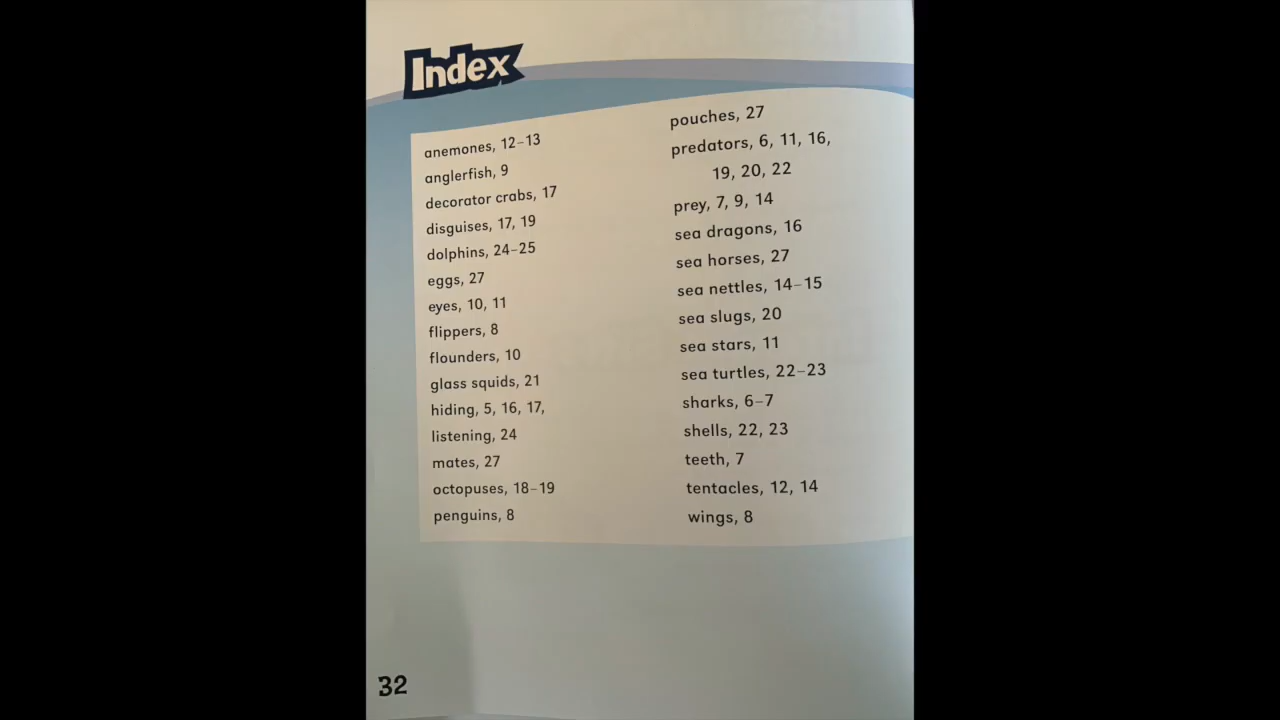 Index
anemones, 12–13
anglerfish, 9
decorator crabs, 17
disguises, 17, 19
dolphins, 24–25
eggs, 27
eyes, 10, 11
flippers, 8
flounders, 10
glass squids, 21
hiding, 5, 16, 17,
listening, 24
mates, 27
octopuses, 18–19
penguins, 8
pouches, 27
predators, 6, 11, 16,
19, 20, 22
prey, 7, 9, 14
sea dragons, 16
sea horses, 27
sea nettles, 14–15
sea slugs, 20
sea stars, 11
sea turtles, 22–23
sharks, 6–7
shells, 22, 23
teeth, 7
tentacles, 12, 14
wings, 8
32